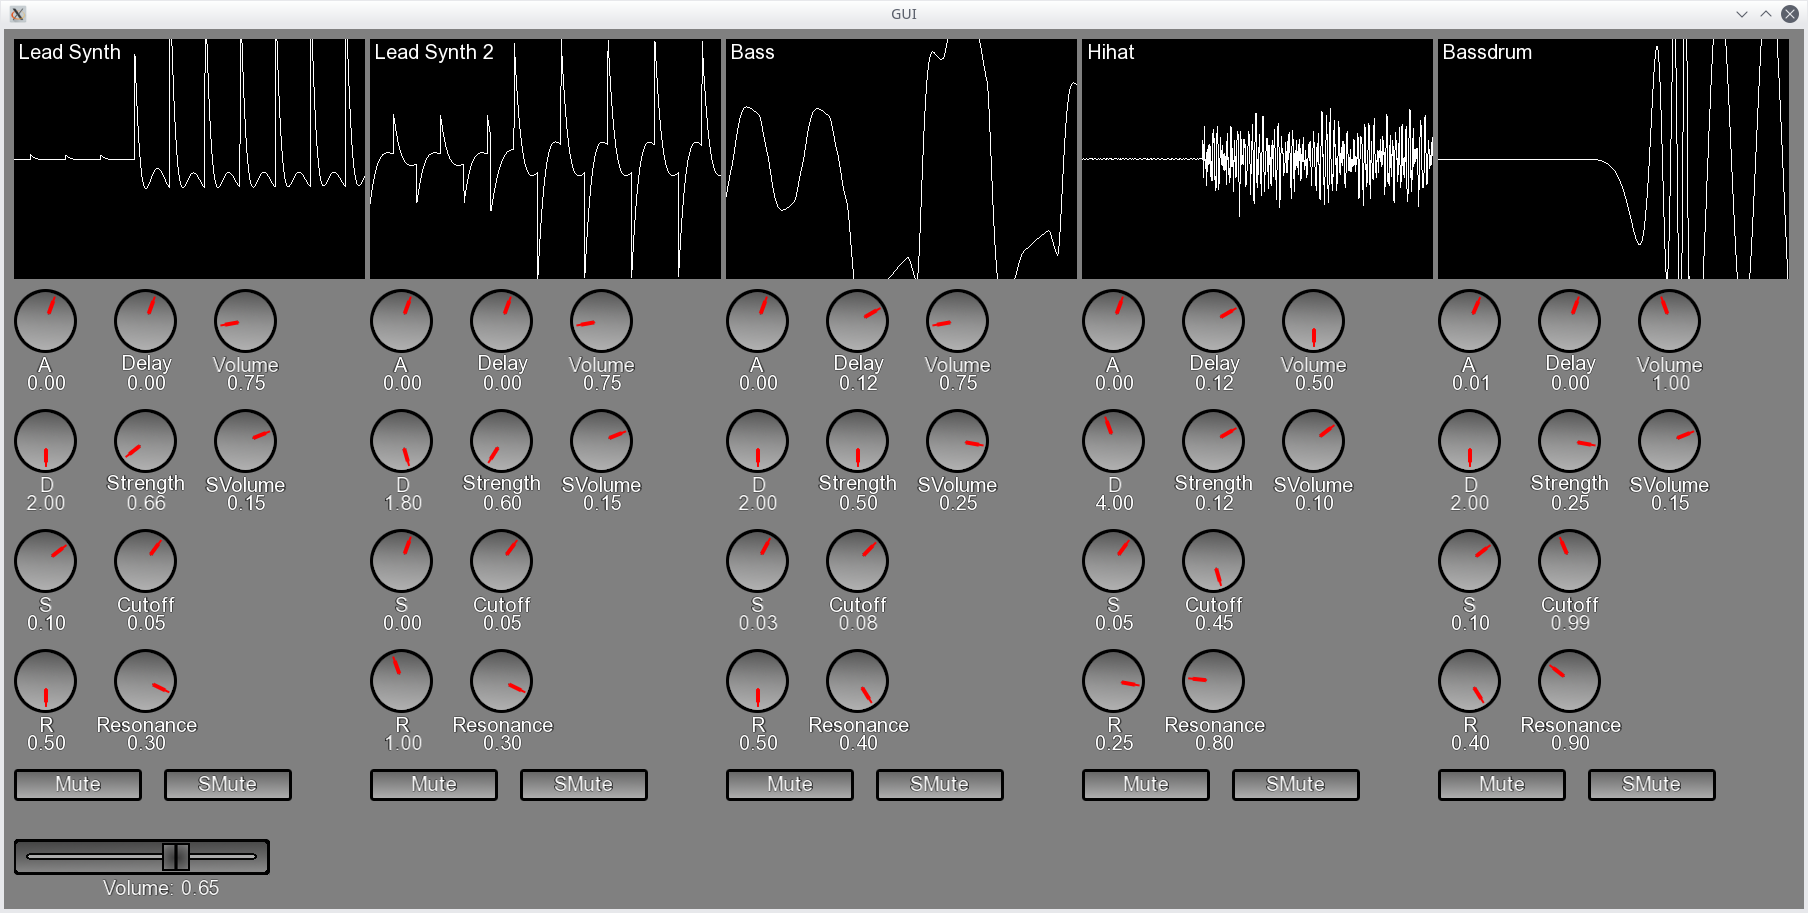 GUI
Lead Synth
Lead Synth 2
Bass
Hihat
Bassdrum
A Delay Volume
0.00 0.00 0.75
D Strength SVolume
2.00 0.66 0.15
S Cutoff
0.10 0.05
R Resonance
0.50 0.30
Mute SMute
A Delay Volume
0.00 0.00 0.75
D Strength SVolume
1.80 0.60 0.15
S Cutoff
0.00 0.05
R Resonance
1.00 0.30
Mute SMute
A Delay Volume
0.00 0.12 0.75
D Strength SVolume
2.00 0.50 0.25
S Cutoff
0.03 0.08
R Resonance
0.50 0.40
Mute SMute
A Delay Volume
0.00 0.12 0.50
D Strength SVolume
4.00 0.12 0.10
S Cutoff
0.05 0.45
R Resonance
0.25 0.80
Mute SMute
A Delay Volume
0.01 0.00 1.00
D Strength SVolume
2.00 0.25 0.15
S Cutoff
0.10 0.99
R Resonance
0.40 0.90
Mute SMute
Volume: 0.65